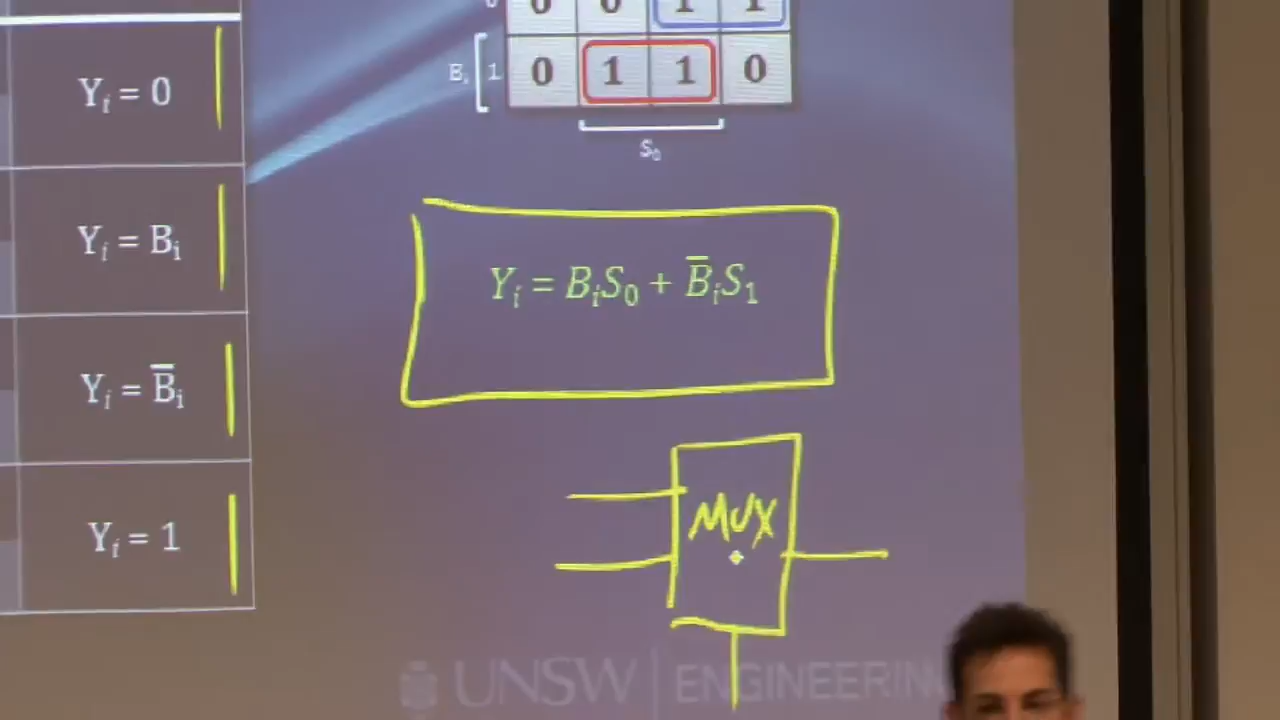 0 0 1 1
B_i 1 0 1 1 0
S₀
Yᵢ = 0
Yᵢ = Bᵢ
Yᵢ = B̅ᵢ
Yᵢ = 1
Yᵢ = BᵢS₀ + B̅ᵢS₁
MUX
UNSW ENGINEERING